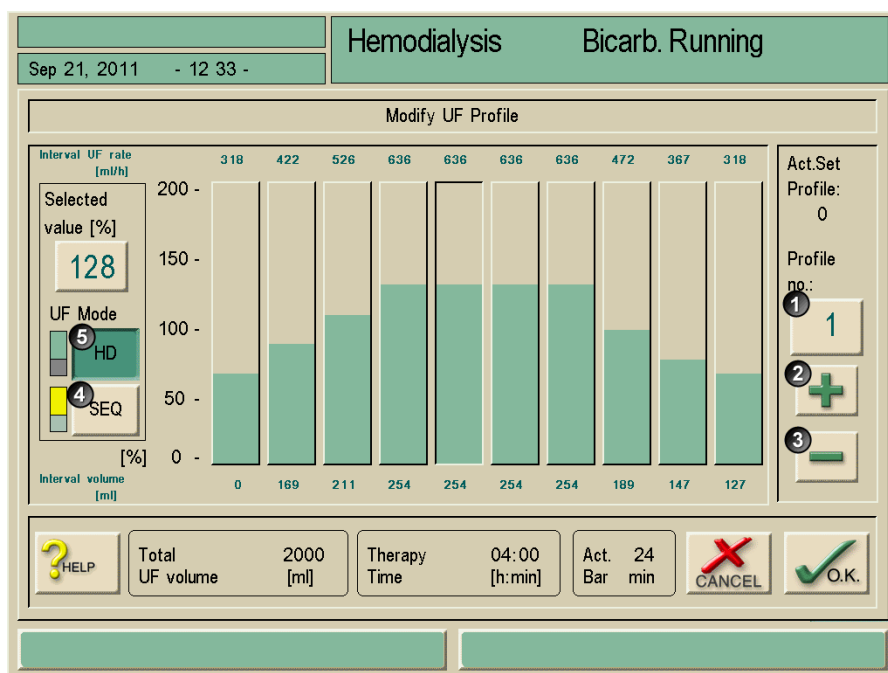 Hemodialysis Bicarb. Running
Sep 21, 2011 - 12 33 -
Modify UF Profile
Interval UF rate
[ml/h]
318 422 526 636 636 636 636 472 367 318
Selected
value [%]
128
UF Mode
5 HD
4 SEQ
200 -
150 -
100 -
50 -
[%] 0 -
Interval volume
[ml]
0 169 211 254 254 254 254 189 147 127
Act.Set
Profile:
0
Profile
no.:
1 1
2
3
HELP
Total 2000
UF volume [ml]
Therapy 04:00
Time [h:min]
Act. 24
Bar min
CANCEL
O.K.